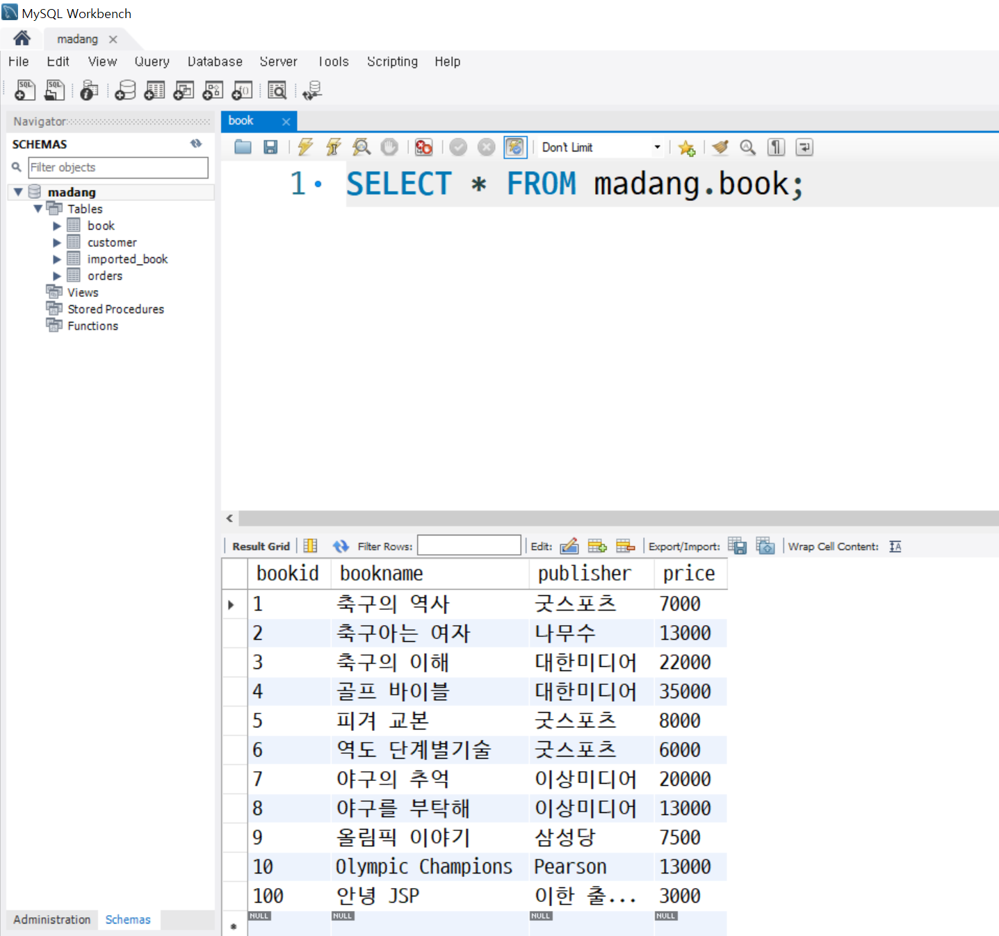 MySQL Workbench
madang
File Edit View Query Database Server Tools Scripting Help
Navigator
SCHEMAS
Filter objects
madang
Tables
book
customer
imported_book
orders
Views
Stored Procedures
Functions
Administration Schemas
book
Don't Limit
1 SELECT * FROM madang.book;
Result Grid Filter Rows: Edit: Export/Import: Wrap Cell Content:
bookid bookname publisher price
1 축구의 역사 굿스포츠 7000
2 축구아는 여자 나무수 13000
3 축구의 이해 대한미디어 22000
4 골프 바이블 대한미디어 35000
5 피겨 교본 굿스포츠 8000
6 역도 단계별기술 굿스포츠 6000
7 야구의 추억 이상미디어 20000
8 야구를 부탁해 이상미디어 13000
9 올림픽 이야기 삼성당 7500
10 Olympic Champions Pearson 13000
100 안녕 JSP 이한 출... 3000
NULL NULL NULL NULL